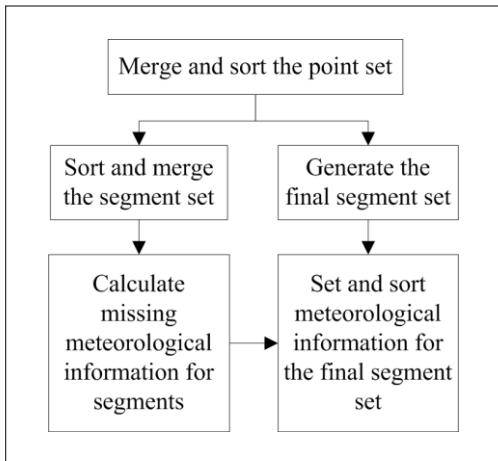 Merge and sort the point set
Sort and merge
the segment set
Generate the
final segment set
Calculate
missing
meteorological
information for
segments
Set and sort
meteorological
information for
the final segment
set